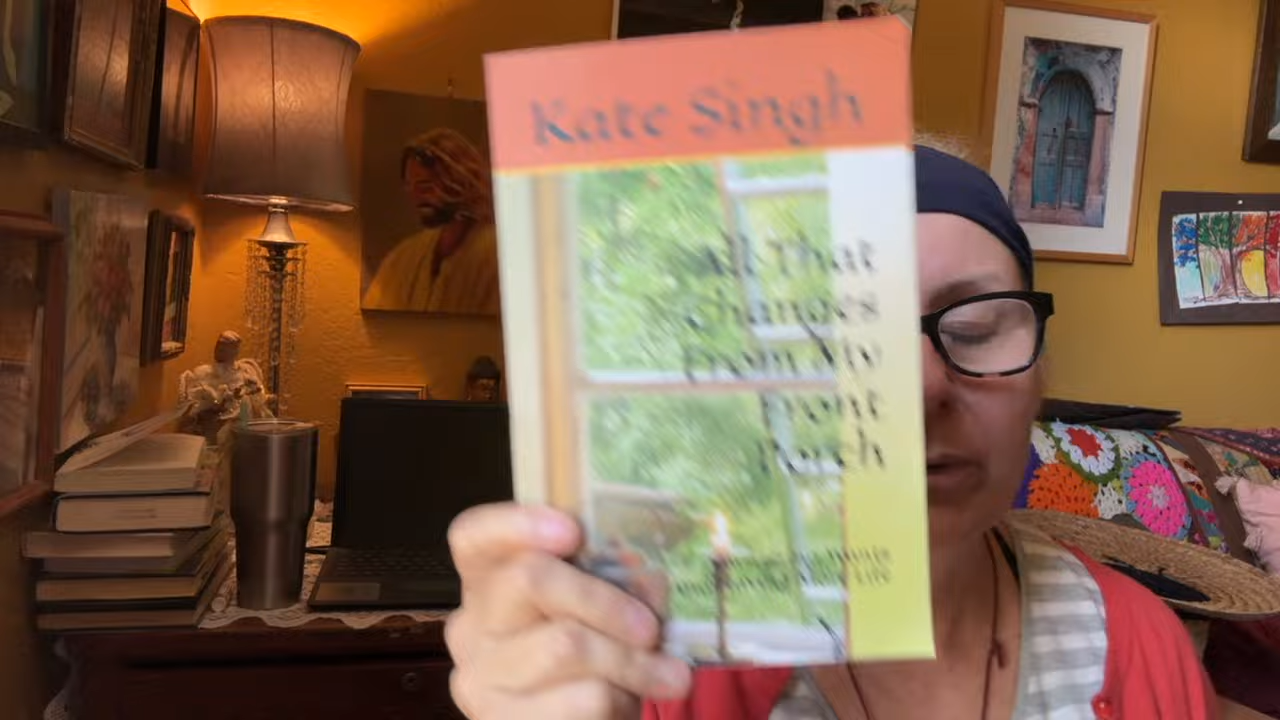 Kate Singh
All That
Changes
From My
Front
Porch